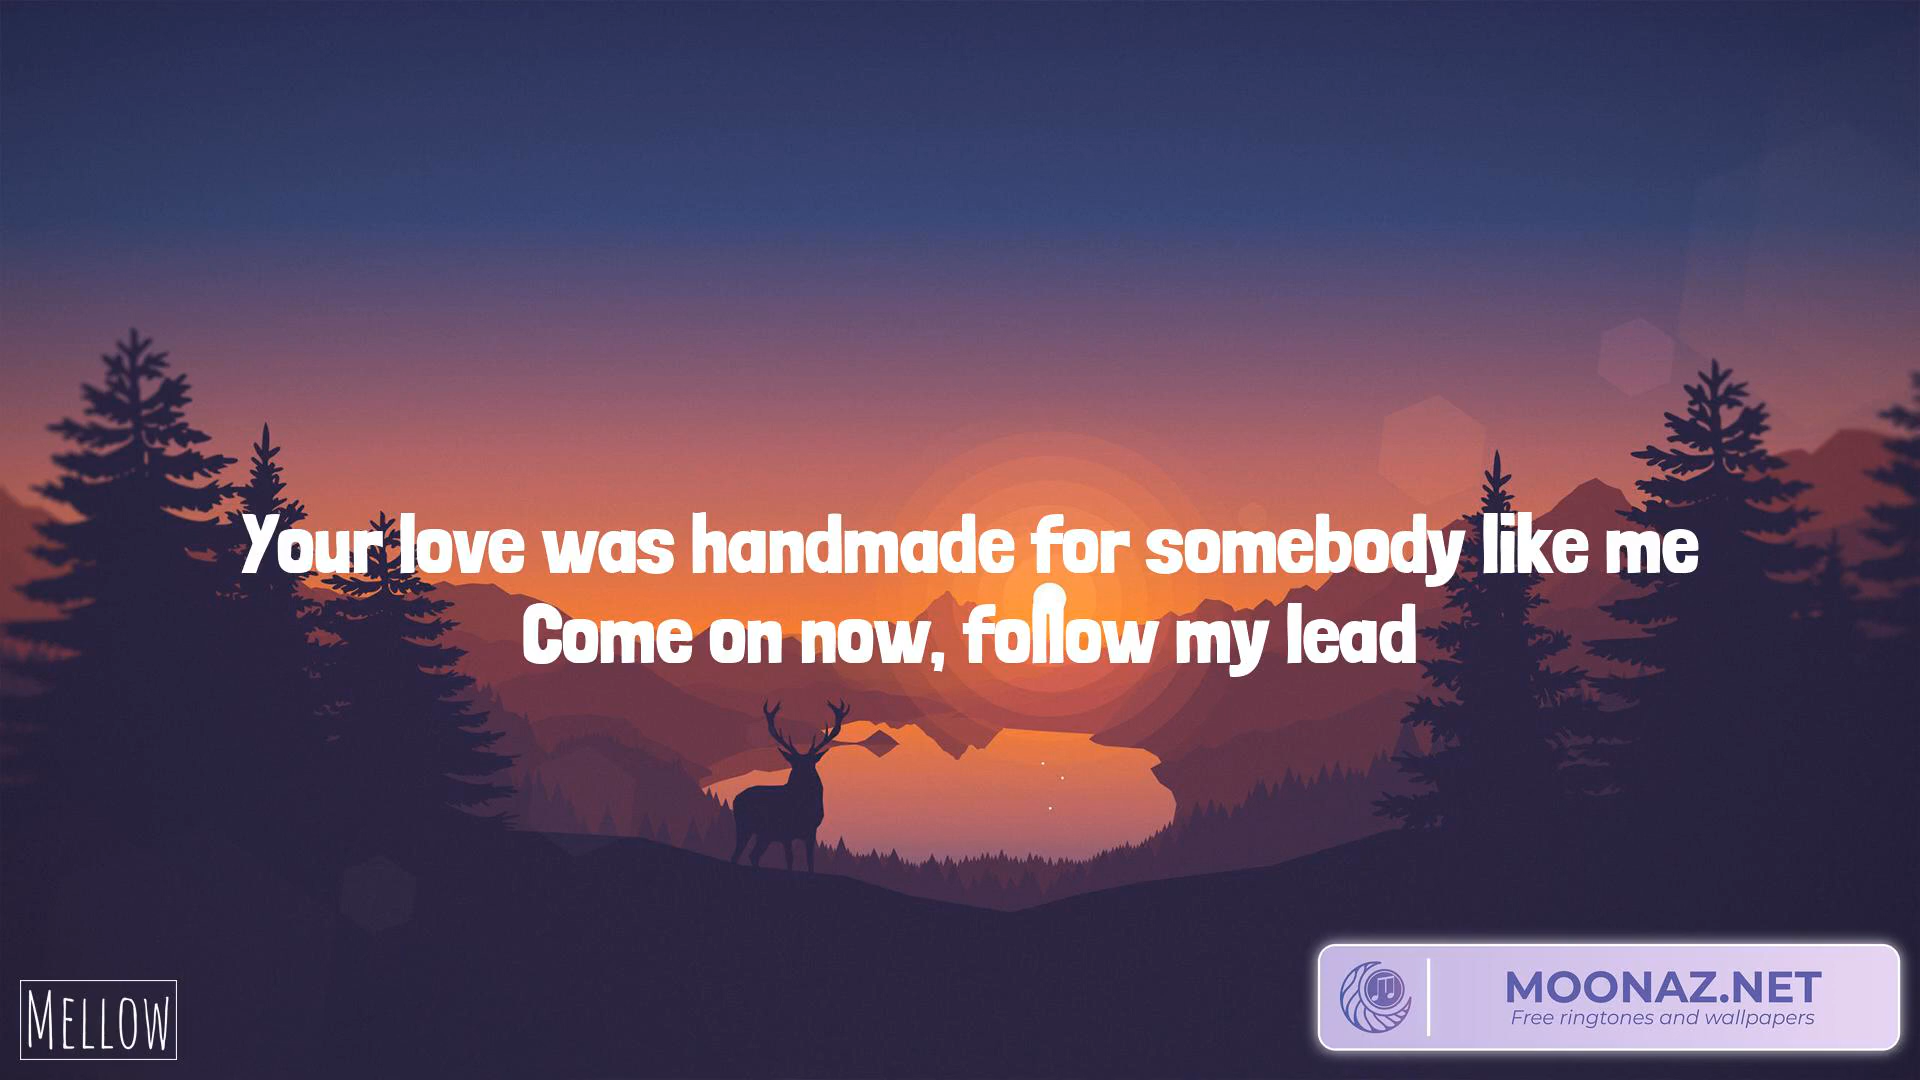 Your love was handmade for somebody like me
Come on now, follow my lead
MELLOW
MOONAZ.NET
Free ringtones and wallpapers